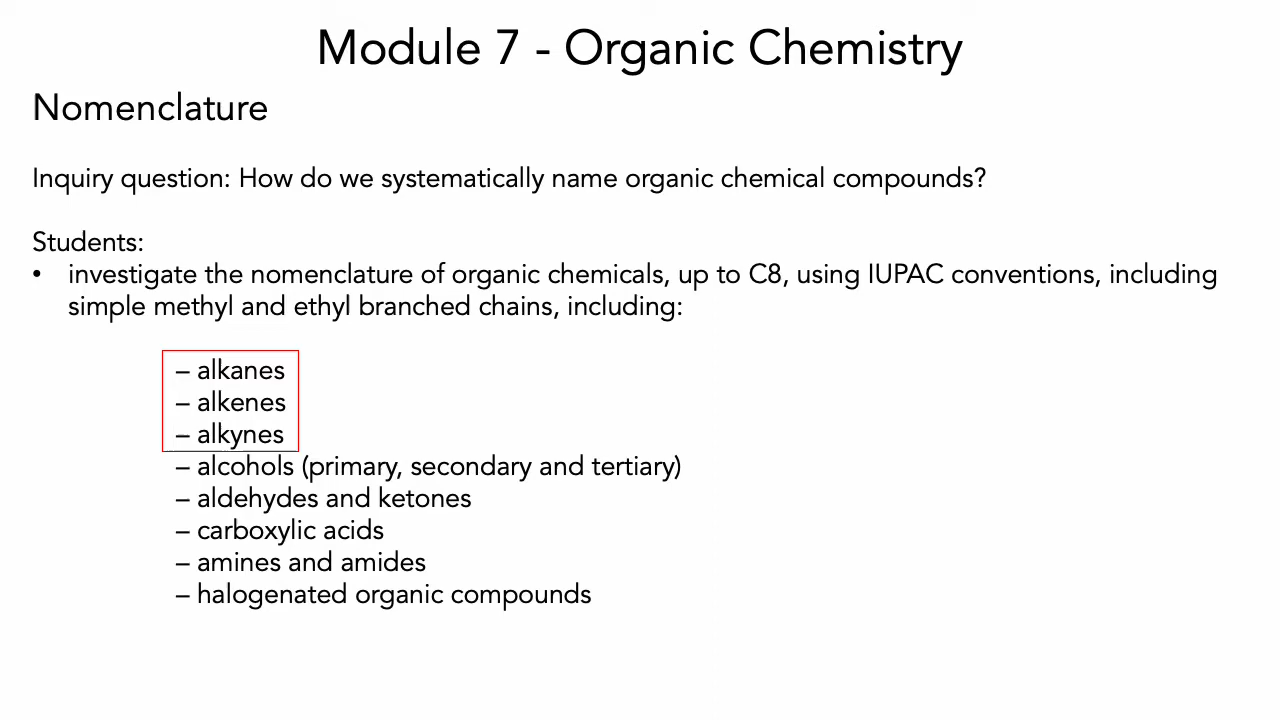 Module 7 - Organic Chemistry
Nomenclature
Inquiry question: How do we systematically name organic chemical compounds?
Students:
• investigate the nomenclature of organic chemicals, up to C8, using IUPAC conventions, including
simple methyl and ethyl branched chains, including:
– alkanes
– alkenes
– alkynes
– alcohols (primary, secondary and tertiary)
– aldehydes and ketones
– carboxylic acids
– amines and amides
– halogenated organic compounds